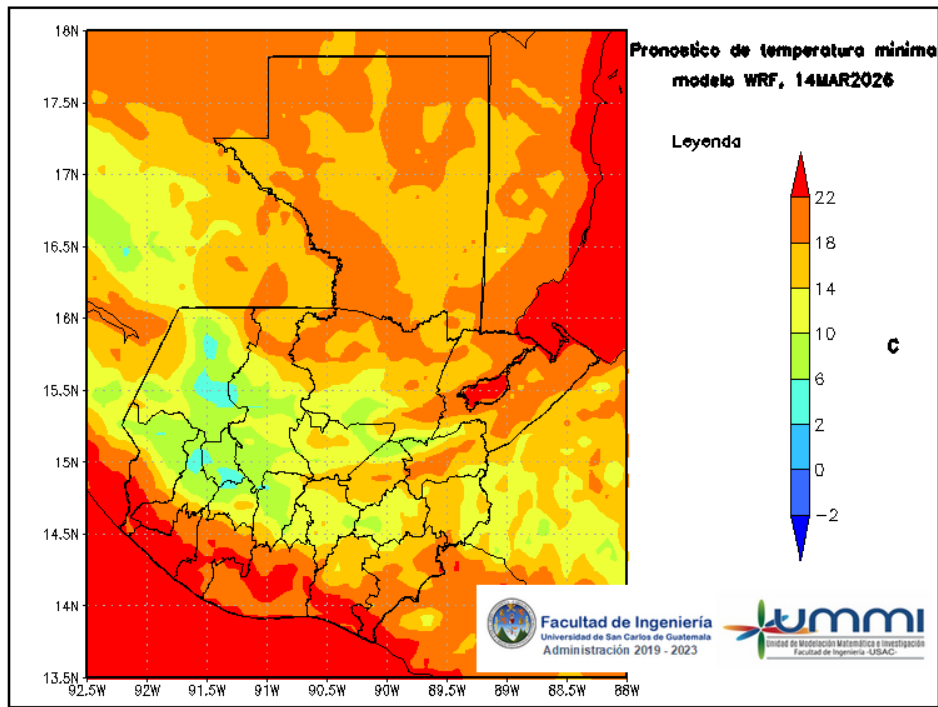 Pronostico de temperatura minima
modelo WRF, 14MAR2026
Leyenda
22
18
14
10
6
2
0
−2
C
18N
17.5N
17N
16.5N
16N
15.5N
15N
14.5N
14N
13.5N
92.5W
92W
91.5W
91W
90.5W
90W
89.5W
89W
88.5W
88W
Facultad de Ingeniería
Universidad de San Carlos de Guatemala
Administración 2019 - 2023
ummi
Unidad de Modelación Matemática e Investigación
Facultad de Ingeniería -USAC-